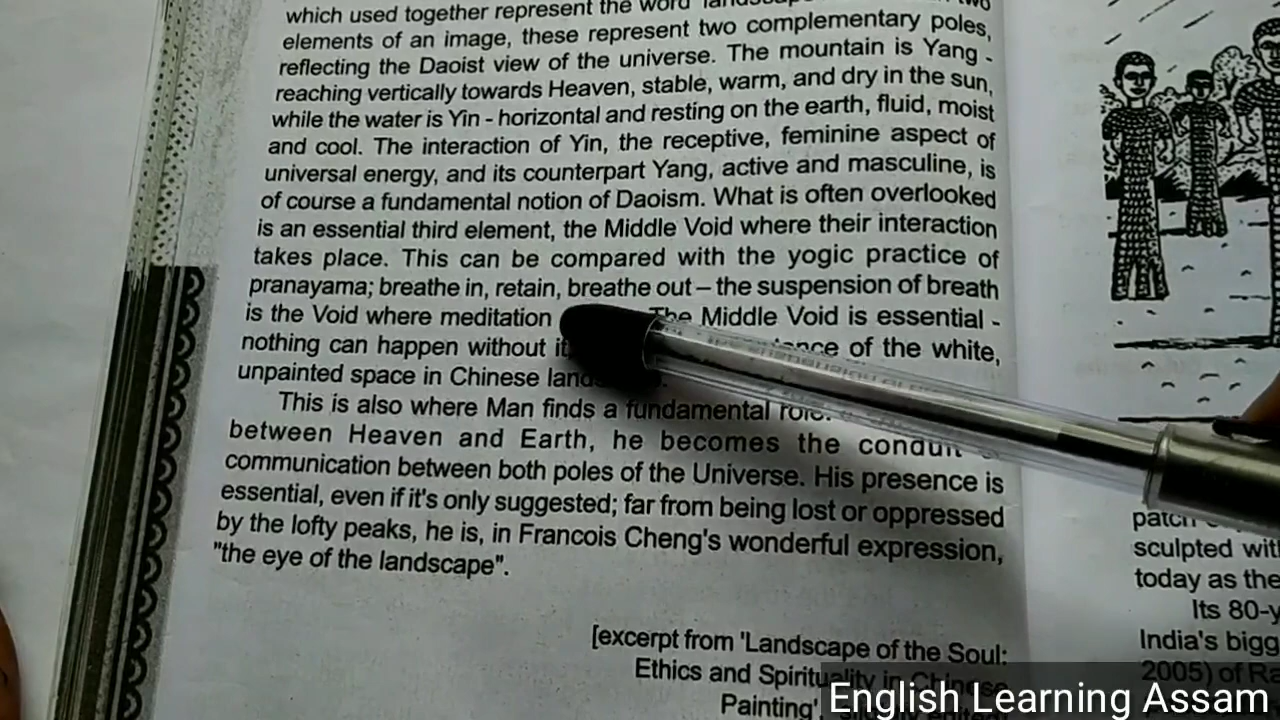 which used together represent the word
elements of an image, these represent two complementary poles,
reflecting the Daoist view of the universe. The mountain is Yang -
reaching vertically towards Heaven, stable, warm, and dry in the sun,
while the water is Yin - horizontal and resting on the earth, fluid, moist
and cool. The interaction of Yin, the receptive, feminine aspect of
universal energy, and its counterpart Yang, active and masculine, is
of course a fundamental notion of Daoism. What is often overlooked
is an essential third element, the Middle Void where their interaction
takes place. This can be compared with the yogic practice of
pranayama; breathe in, retain, breathe out – the suspension of breath
is the Void where meditation The Middle Void is essential -
nothing can happen without it of the white,
unpainted space in Chinese
This is also where Man finds a fundamental role.
between Heaven and Earth, he becomes the conduit
communication between both poles of the Universe. His presence is
essential, even if it's only suggested; far from being lost or oppressed
by the lofty peaks, he is, in Francois Cheng's wonderful expression,
"the eye of the landscape".
[excerpt from 'Landscape of the Soul:
Ethics and Spirituality in Chinese
Painting', slightly edited]
patch
sculpted with
today as the
Its 80-y
India's bigg
2005) of Ra
English Learning Assam